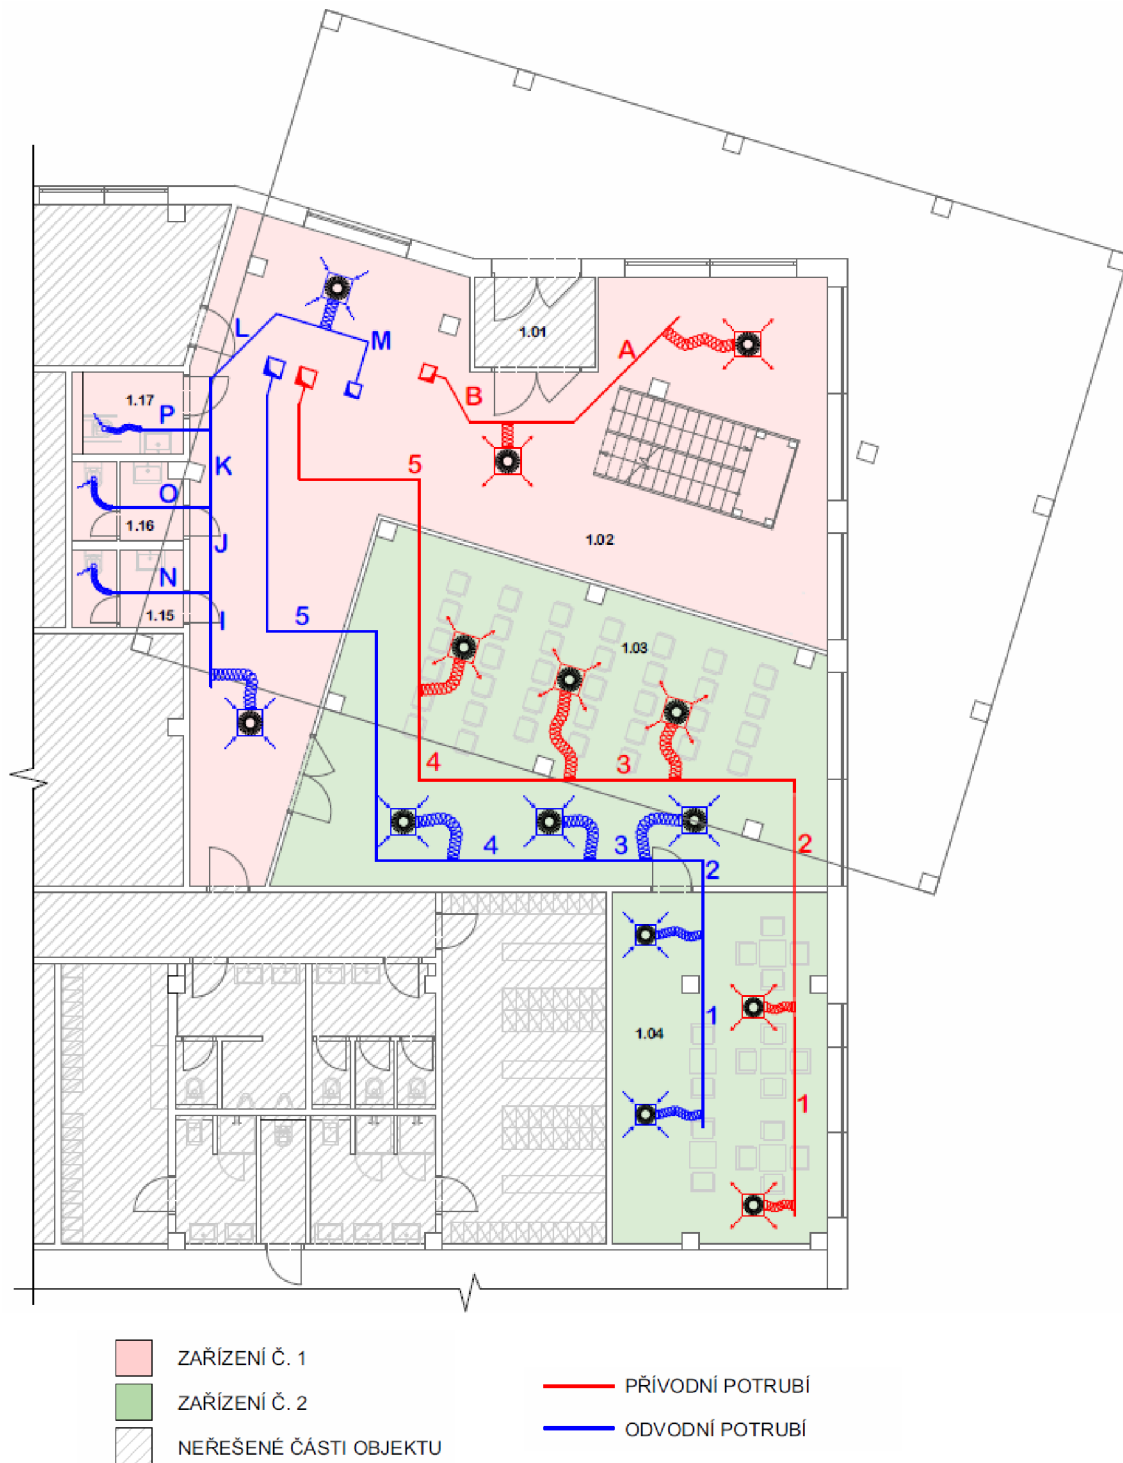 1.01
L
M
A
B
1.17
P
K
5
O
1.16
J
1.02
N
1.15
I
5
1.03
4
3
4
3
2
2
1
1.04
1
ZAŘÍZENÍ Č. 1
ZAŘÍZENÍ Č. 2
NEŘEŠENÉ ČÁSTI OBJEKTU
PŘÍVODNÍ POTRUBÍ
ODVODNÍ POTRUBÍ